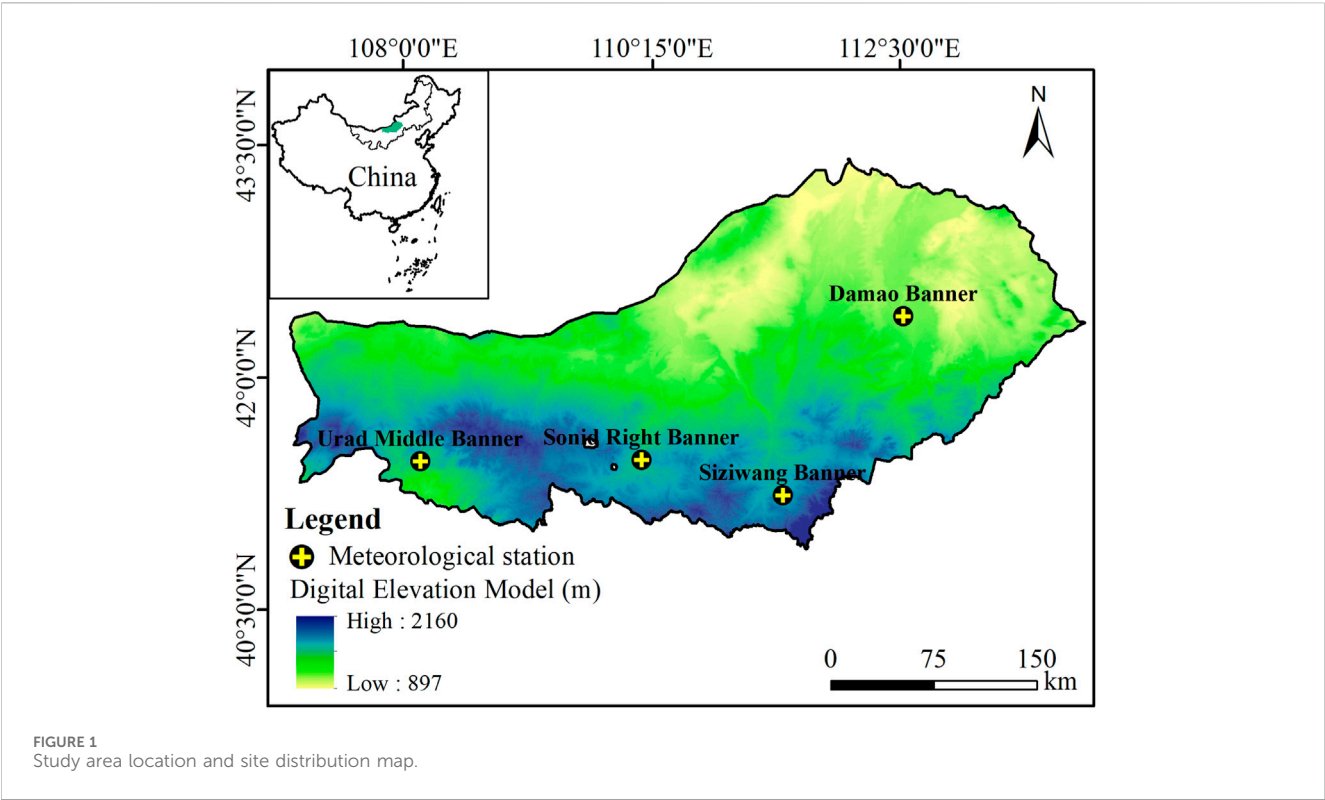 108°0'0"E 110°15'0"E 112°30'0"E
43°30'0"N
42°0'0"N
40°30'0"N
China
N
Damao Banner
Urad Middle Banner
Sonid Right Banner
Siziwang Banner
Legend
Meteorological station
Digital Elevation Model (m)
High : 2160
Low : 897
0 75 150
km
FIGURE 1
Study area location and site distribution map.